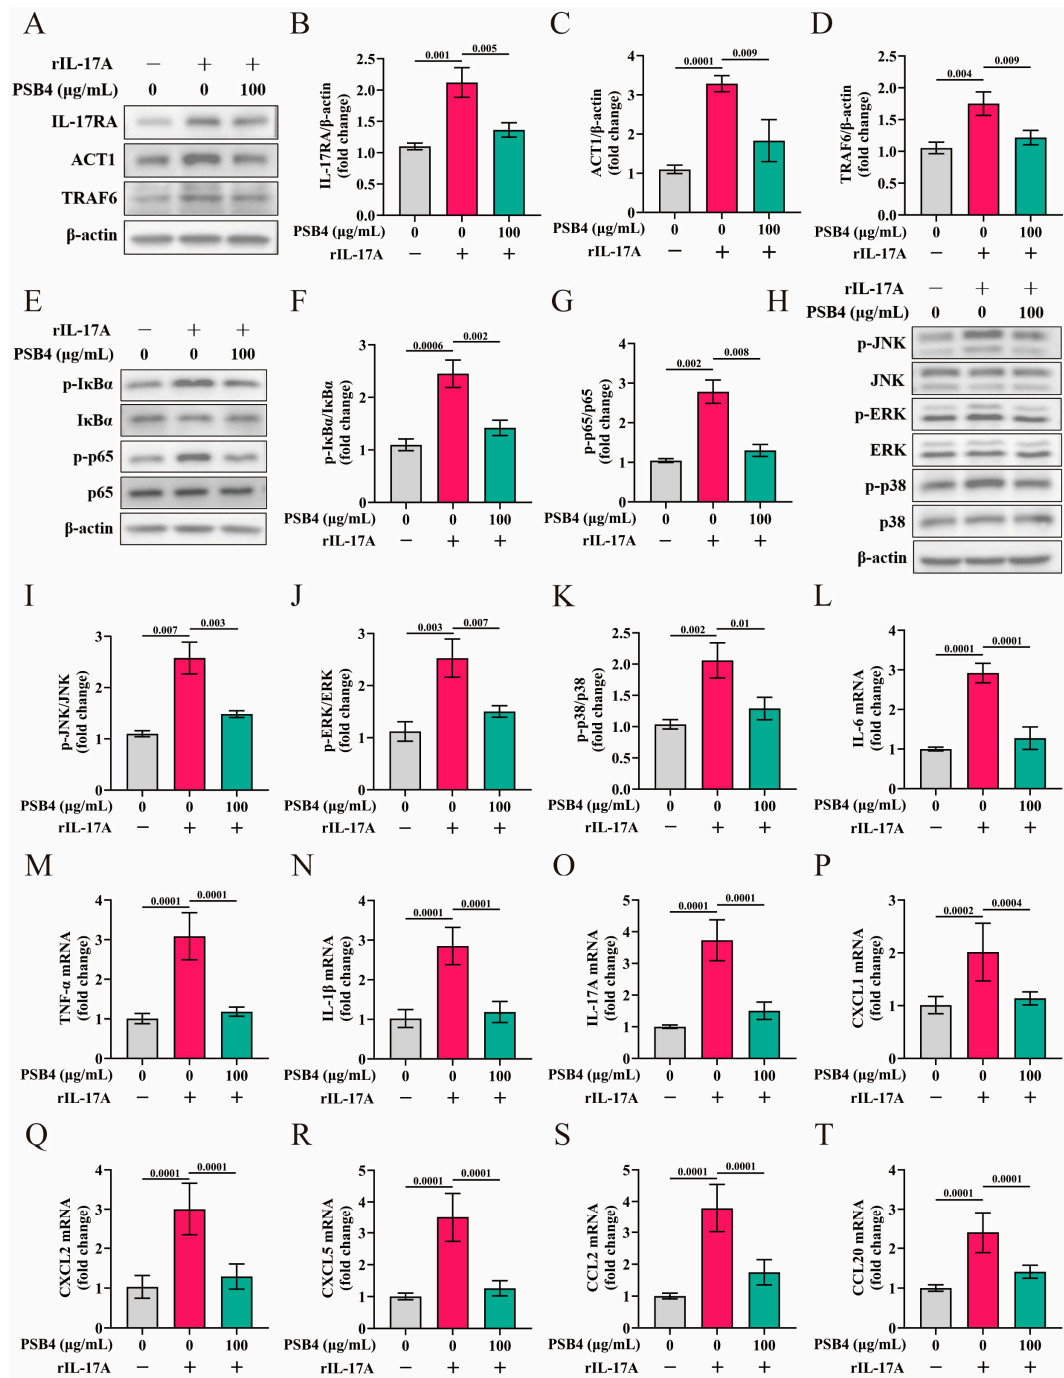 A
rIL-17A − + +
PSB4 (μg/mL) 0 0 100
IL-17RA
ACT1
TRAF6
β-actin
B
IL-17RA/β-actin
(fold change)
2.5
2.0
1.5
1.0
0.5
0.0
0.001
0.005
PSB4 (μg/mL) 0 0 100
rIL-17A − + +
C
ACT1/β-actin
(fold change)
4
3
2
1
0
0.0001
0.009
PSB4 (μg/mL) 0 0 100
rIL-17A − + +
D
TRAF6/β-actin
(fold change)
2.5
2.0
1.5
1.0
0.5
0.0
0.004
0.009
PSB4 (μg/mL) 0 0 100
rIL-17A − + +
E
rIL-17A − + +
PSB4 (μg/mL) 0 0 100
p-IκBα
IκBα
p-p65
p65
β-actin
F
p-IκBα/IκBα
(fold change)
3
2
1
0
0.0006
0.002
PSB4 (μg/mL) 0 0 100
rIL-17A − + +
G
p-p65/p65
(fold change)
4
3
2
1
0
0.002
0.008
PSB4 (μg/mL) 0 0 100
rIL-17A − + +
H
rIL-17A − + +
PSB4 (μg/mL) 0 0 100
p-JNK
JNK
p-ERK
ERK
p-p38
p38
β-actin
I
p-JNK/JNK
(fold change)
3
2
1
0
0.007
0.003
PSB4 (μg/mL) 0 0 100
rIL-17A − + +
J
p-ERK/ERK
(fold change)
3
2
1
0
0.003
0.007
PSB4 (μg/mL) 0 0 100
rIL-17A − + +
K
p-p38/p38
(fold change)
2.5
2.0
1.5
1.0
0.5
0.0
0.002
0.01
PSB4 (μg/mL) 0 0 100
rIL-17A − + +
L
IL-6 mRNA
(fold change)
4
3
2
1
0
0.0001
0.0001
PSB4 (μg/mL) 0 0 100
rIL-17A − + +
M
TNF-α mRNA
(fold change)
4
3
2
1
0
0.0001
0.0001
PSB4 (μg/mL) 0 0 100
rIL-17A − + +
N
IL-1β mRNA
(fold change)
4
3
2
1
0
0.0001
0.0001
PSB4 (μg/mL) 0 0 100
rIL-17A − + +
O
IL-17A mRNA
(fold change)
5
4
3
2
1
0
0.0001
0.0001
PSB4 (μg/mL) 0 0 100
rIL-17A − + +
P
CXCL1 mRNA
(fold change)
3
2
1
0
0.0002
0.0004
PSB4 (μg/mL) 0 0 100
rIL-17A − + +
Q
CXCL2 mRNA
(fold change)
4
3
2
1
0
0.0001
0.0001
PSB4 (μg/mL) 0 0 100
rIL-17A − + +
R
CXCL5 mRNA
(fold change)
5
4
3
2
1
0
0.0001
0.0001
PSB4 (μg/mL) 0 0 100
rIL-17A − + +
S
CCL2 mRNA
(fold change)
5
4
3
2
1
0
0.0001
0.0001
PSB4 (μg/mL) 0 0 100
rIL-17A − + +
T
CCL20 mRNA
(fold change)
4
3
2
1
0
0.0001
0.0001
PSB4 (μg/mL) 0 0 100
rIL-17A − + +